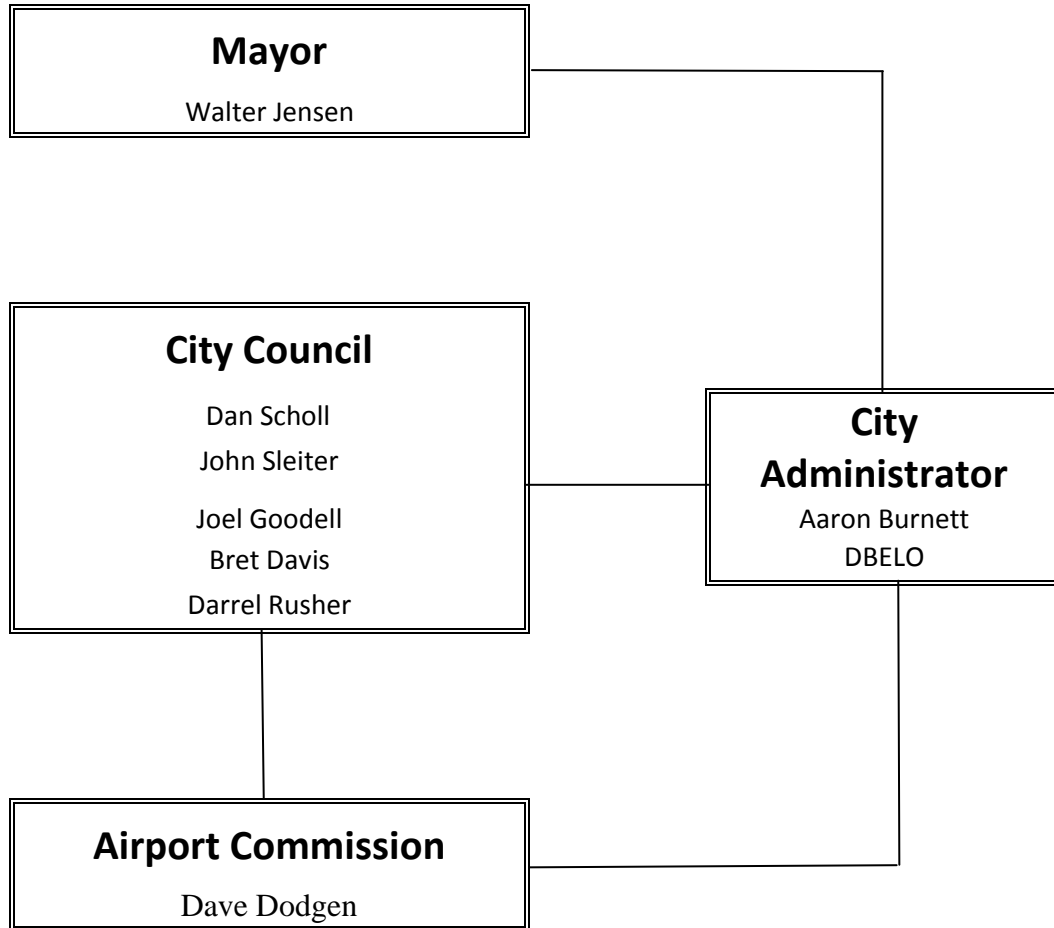 Mayor
Walter Jensen
City Council
Dan Scholl
John Sleiter
Joel Goodell
Bret Davis
Darrel Rusher
City
Administrator
Aaron Burnett
DBELO
Airport Commission
Dave Dodgen